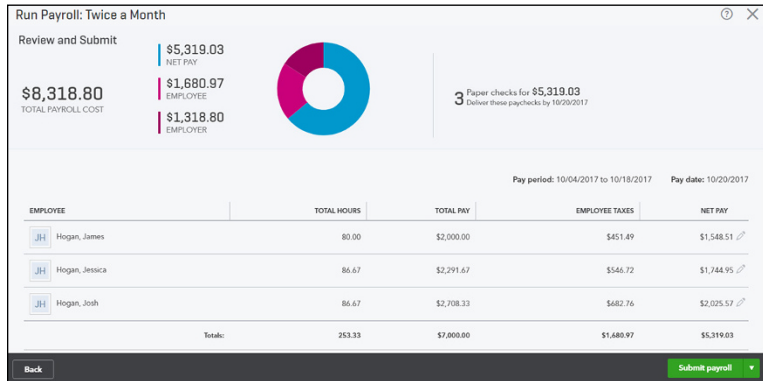 Run Payroll: Twice a Month
Review and Submit
$8,318.80
TOTAL PAYROLL COST
$5,319.03
NET PAY
$1,680.97
EMPLOYEE
$1,318.80
EMPLOYER
3 Paper checks for $5,319.03
Deliver these paychecks by 10/20/2017
Pay period: 10/04/2017 to 10/18/2017 Pay date: 10/20/2017
EMPLOYEE TOTAL HOURS TOTAL PAY EMPLOYEE TAXES NET PAY
JH Hogan, James 80.00 $2,000.00 $451.49 $1,548.51
JH Hogan, Jessica 86.67 $2,291.67 $546.72 $1,744.95
JH Hogan, Josh 86.67 $2,708.33 $682.76 $2,025.57
Totals: 253.33 $7,000.00 $1,680.97 $5,319.03
Back Submit payroll